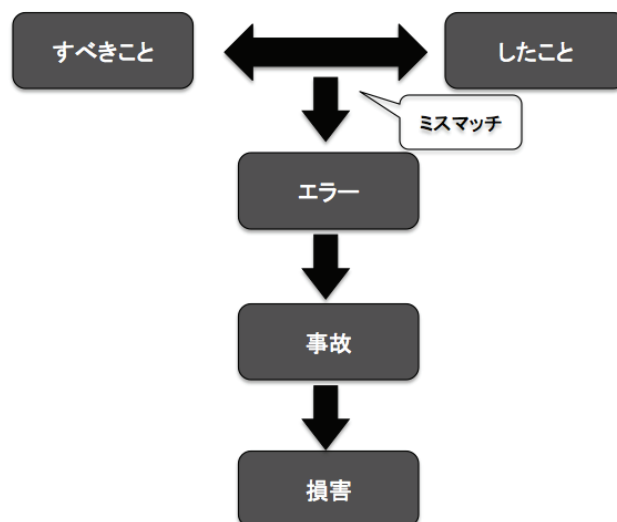 すべきこと
したこと
ミスマッチ
エラー
事故
損害